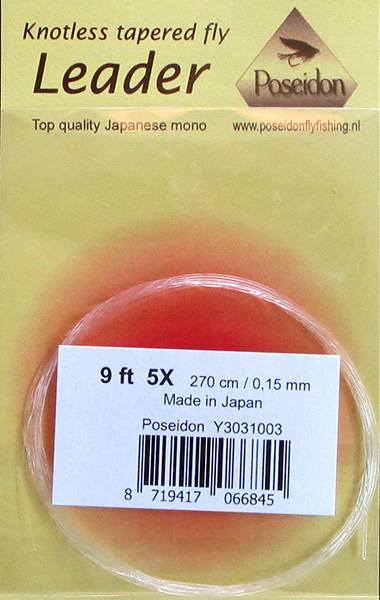 Knotless tapered fly
Leader
Poseidon
Top quality Japanese mono
www.poseidonflyfishing.nl
9 ft 5X 270 cm / 0,15 mm
Made in Japan
Poseidon Y3031003
8 719417 066845